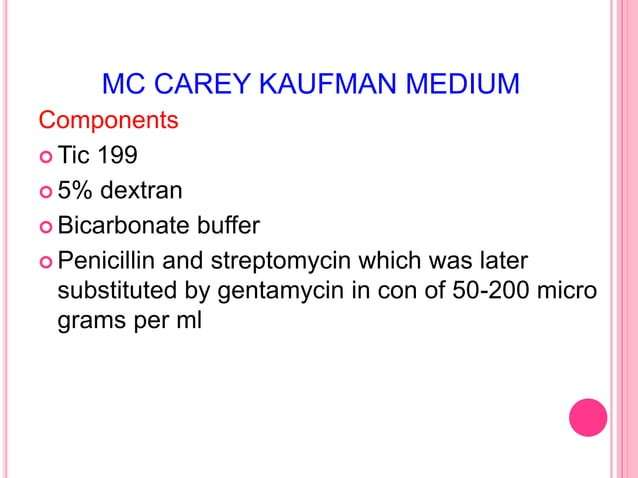 MC CAREY KAUFMAN MEDIUM
Components
Tic 199
5% dextran
Bicarbonate buffer
Penicillin and streptomycin which was later
substituted by gentamycin in con of 50-200 micro
grams per ml